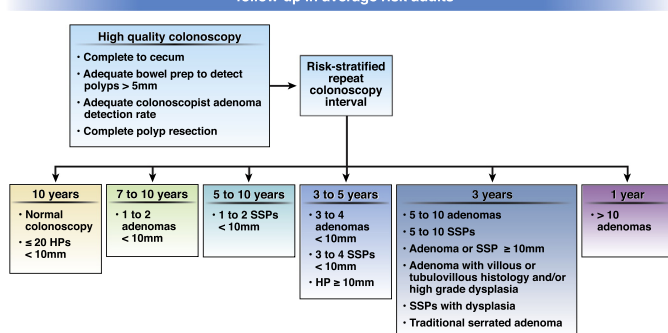 follow-up in average risk adults
High quality colonoscopy
· Complete to cecum
· Adequate bowel prep to detect
polyps > 5mm
· Adequate colonoscopist adenoma
detection rate
· Complete polyp resection
Risk-stratified
repeat
colonoscopy
interval
10 years
· Normal
colonoscopy
· ≤ 20 HPs
< 10mm
7 to 10 years
· 1 to 2
adenomas
< 10mm
5 to 10 years
· 1 to 2 SSPs
< 10mm
3 to 5 years
· 3 to 4
adenomas
< 10mm
· 3 to 4 SSPs
< 10mm
· HP ≥ 10mm
3 years
· 5 to 10 adenomas
· 5 to 10 SSPs
· Adenoma or SSP ≥ 10mm
· Adenoma with villous or
tubulovillous histology and/or
high grade dysplasia
· SSPs with dysplasia
· Traditional serrated adenoma
1 year
· > 10
adenomas